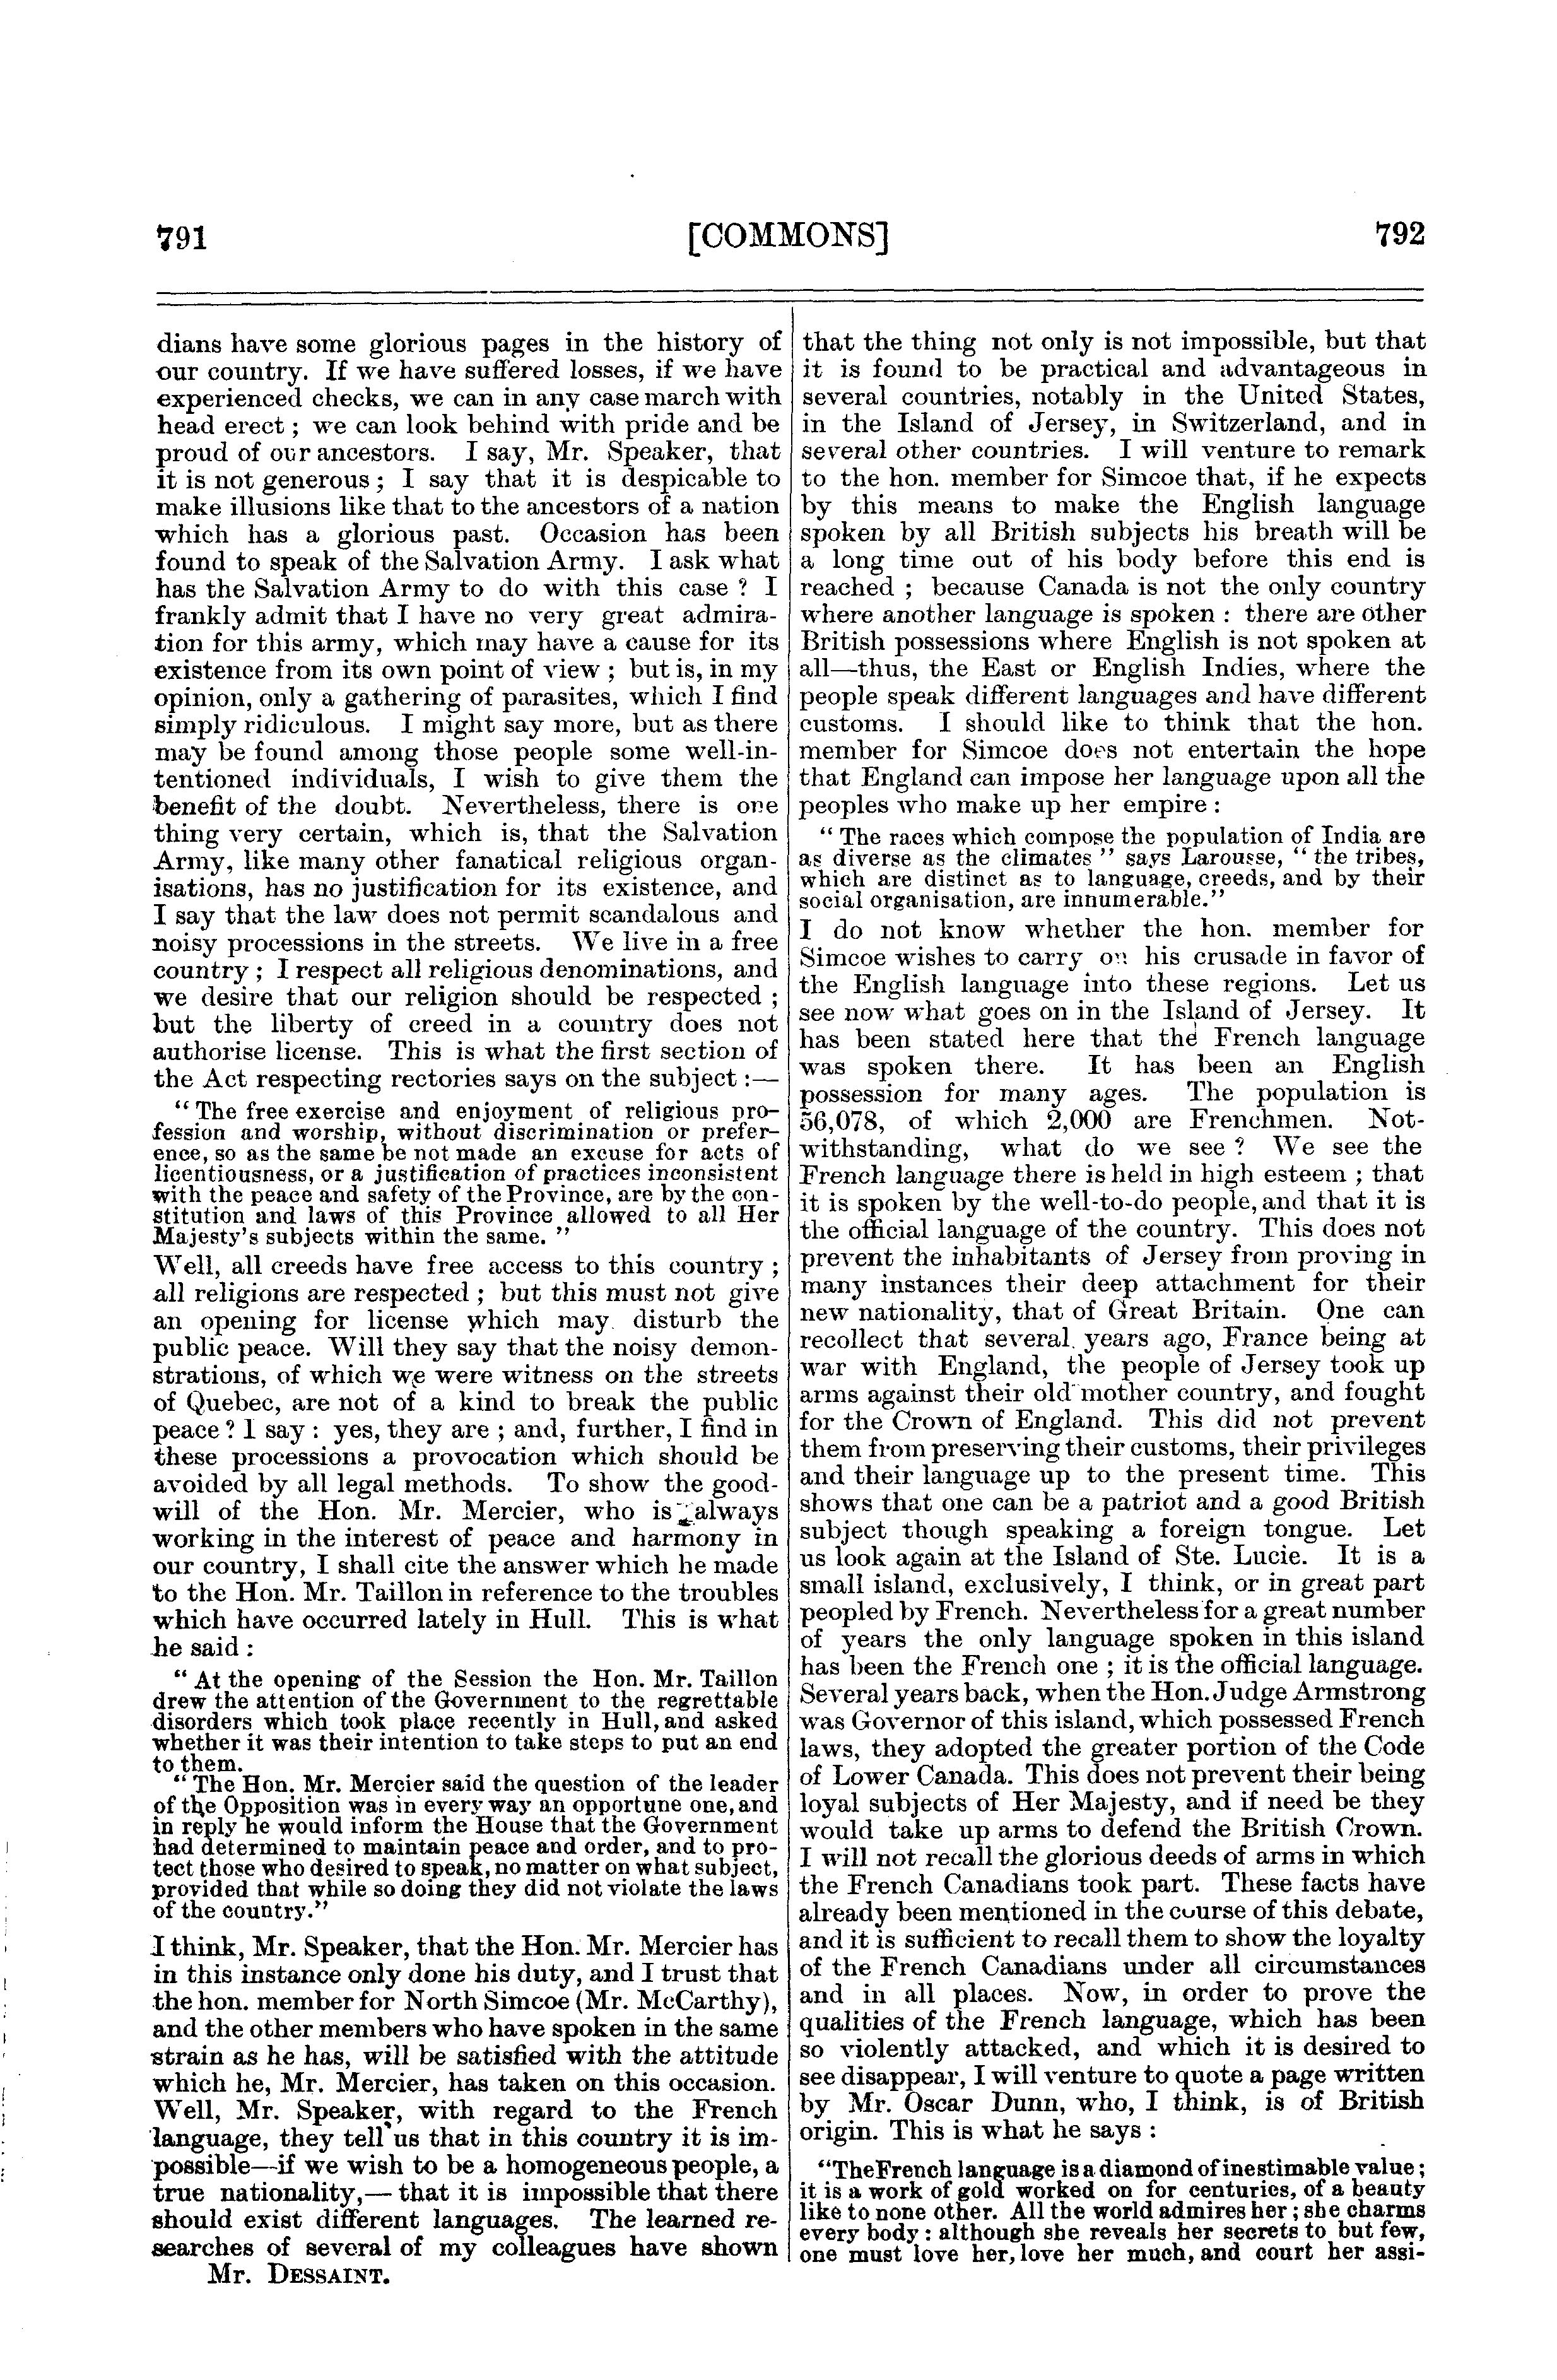 791
[COMMONS]
792
dians have some glorious pages in the history of
our country. If we have suffered losses, if we have
experienced checks, we can in any case march with
head erect ; we can look behind with pride and be
proud of our ancestors. I say, Mr. Speaker, that
it is not generous ; I say that it is despicable to
make illusions like that to the ancestors of a nation
which has a glorious past. Occasion has been
found to speak of the Salvation Army. I ask what
has the Salvation Army to do with this case ? I
frankly admit that I have no very great admira-
tion for this army, which may have a cause for its
existence from its own point of view ; but is, in my
opinion, only a gathering of parasites, which I find
simply ridiculous. I might say more, but as there
may be found among those people some well-in-
tentioned individuals, I wish to give them the
benefit of the doubt. Nevertheless, there is one
thing very certain, which is, that the Salvation
Army, like many other fanatical religious organ-
isations, has no justification for its existence, and
I say that the law does not permit scandalous and
noisy processions in the streets. We live in a free
country ; I respect all religious denominations, and
we desire that our religion should be respected ;
but the liberty of creed in a country does not
authorise license. This is what the first section of
the Act respecting rectories says on the subject :—
“ The free exercise and enjoyment of religious pro-
fession and worship, without discrimination or prefer-
ence, so as the same be not made an excuse for acts of
licentiousness, or a justification of practices inconsistent
with the peace and safety of the Province, are by the con-
stitution and laws of this Province allowed to all Her
Majesty's subjects within the same. ”
Well, all creeds have free access to this country ;
all religions are respected ; but this must not give
an opening for license which may disturb the
public peace. Will they say that the noisy demon-
strations, of which we were witness on the streets
of Quebec, are not of a kind to break the public
peace ? I say : yes, they are ; and, further, I find in
these processions a provocation which should be
avoided by all legal methods. To show the good-
will of the Hon. Mr. Mercier, who is always
working in the interest of peace and harmony in
our country, I shall cite the answer which he made
to the Hon. Mr. Taillon in reference to the troubles
which have occurred lately in Hull. This is what
he said :
“ At the opening of the Session the Hon. Mr. Taillon
drew the attention of the Government to the regrettable
disorders which took place recently in Hull, and asked
whether it was their intention to take steps to put an end
to them.
“ The Hon. Mr. Mercier said the question of the leader
of the Opposition was in every way an opportune one, and
in reply he would inform the House that the Government
had determined to maintain peace and order, and to pro-
tect those who desired to speak, no matter on what subject,
provided that while so doing they did not violate the laws
of the country.”
I think, Mr. Speaker, that the Hon. Mr. Mercier has
in this instance only done his duty, and I trust that
the hon. member for North Simcoe (Mr. McCarthy),
and the other members who have spoken in the same
strain as he has, will be satisfied with the attitude
which he, Mr. Mercier, has taken on this occasion.
Well, Mr. Speaker, with regard to the French
language, they tell us that in this country it is im-
possible—if we wish to be a homogeneous people, a
true nationality,— that it is impossible that there
should exist different languages. The learned re-
searches of several of my colleagues have shown
Mr. DESSAINT.
that the thing not only is not impossible, but that
it is found to be practical and advantageous in
several countries, notably in the United States,
in the Island of Jersey, in Switzerland, and in
several other countries. I will venture to remark
to the hon. member for Simcoe that, if he expects
by this means to make the English language
spoken by all British subjects his breath will be
a long time out of his body before this end is
reached ; because Canada is not the only country
where another language is spoken : there are other
British possessions where English is not spoken at
all—thus, the East or English Indies, where the
people speak different languages and have different
customs. I should like to think that the hon.
member for Simcoe does not entertain the hope
that England can impose her language upon all the
peoples who make up her empire :
“ The races which compose the population of India are
as diverse as the climates ” says Larousse, “ the tribes,
which are distinct as to language, creeds, and by their
social organisation, are innumerable.”
I do not know whether the hon. member for
Simcoe wishes to carry on his crusade in favor of
the English language into these regions. Let us
see now what goes on in the Island of Jersey. It
has been stated here that the French language
was spoken there. It has been an English
possession for many ages. The population is
56,078, of which 2,000 are Frenchmen. Not-
withstanding, what do we see ? We see the
French language there is held in high esteem ; that
it is spoken by the well-to-do people, and that it is
the official language of the country. This does not
prevent the inhabitants of Jersey from proving in
many instances their deep attachment for their
new nationality, that of Great Britain. One can
recollect that several years ago, France being at
war with England, the people of Jersey took up
arms against their old mother country, and fought
for the Crown of England. This did not prevent
them from preserving their customs, their privileges
and their language up to the present time. This
shows that one can be a patriot and a good British
subject though speaking a foreign tongue. Let
us look again at the Island of Ste. Lucie. It is a
small island, exclusively, I think, or in great part
peopled by French. Nevertheless for a great number
of years the only language spoken in this island
has been the French one ; it is the official language.
Several years back, when the Hon. Judge Armstrong
was Governor of this island, which possessed French
laws, they adopted the greater portion of the Code
of Lower Canada. This does not prevent their being
loyal subjects of Her Majesty, and if need be they
would take up arms to defend the British Crown.
I will not recall the glorious deeds of arms in which
the French Canadians took part. These facts have
already been mentioned in the course of this debate,
and it is sufficient to recall them to show the loyalty
of the French Canadians under all circumstances
and in all places. Now, in order to prove the
qualities of the French language, which has been
so violently attacked, and which it is desired to
see disappear, I will venture to quote a page written
by Mr. Oscar Dunn, who, I think, is of British
origin. This is what he says :
“The French language is a diamond of inestimable value ;
it is a work of gold worked on for centuries, of a beauty
like to none other. All the world admires her ; she charms
every body : although she reveals her secrets to but few,
one must love her, love her much, and court her assi-